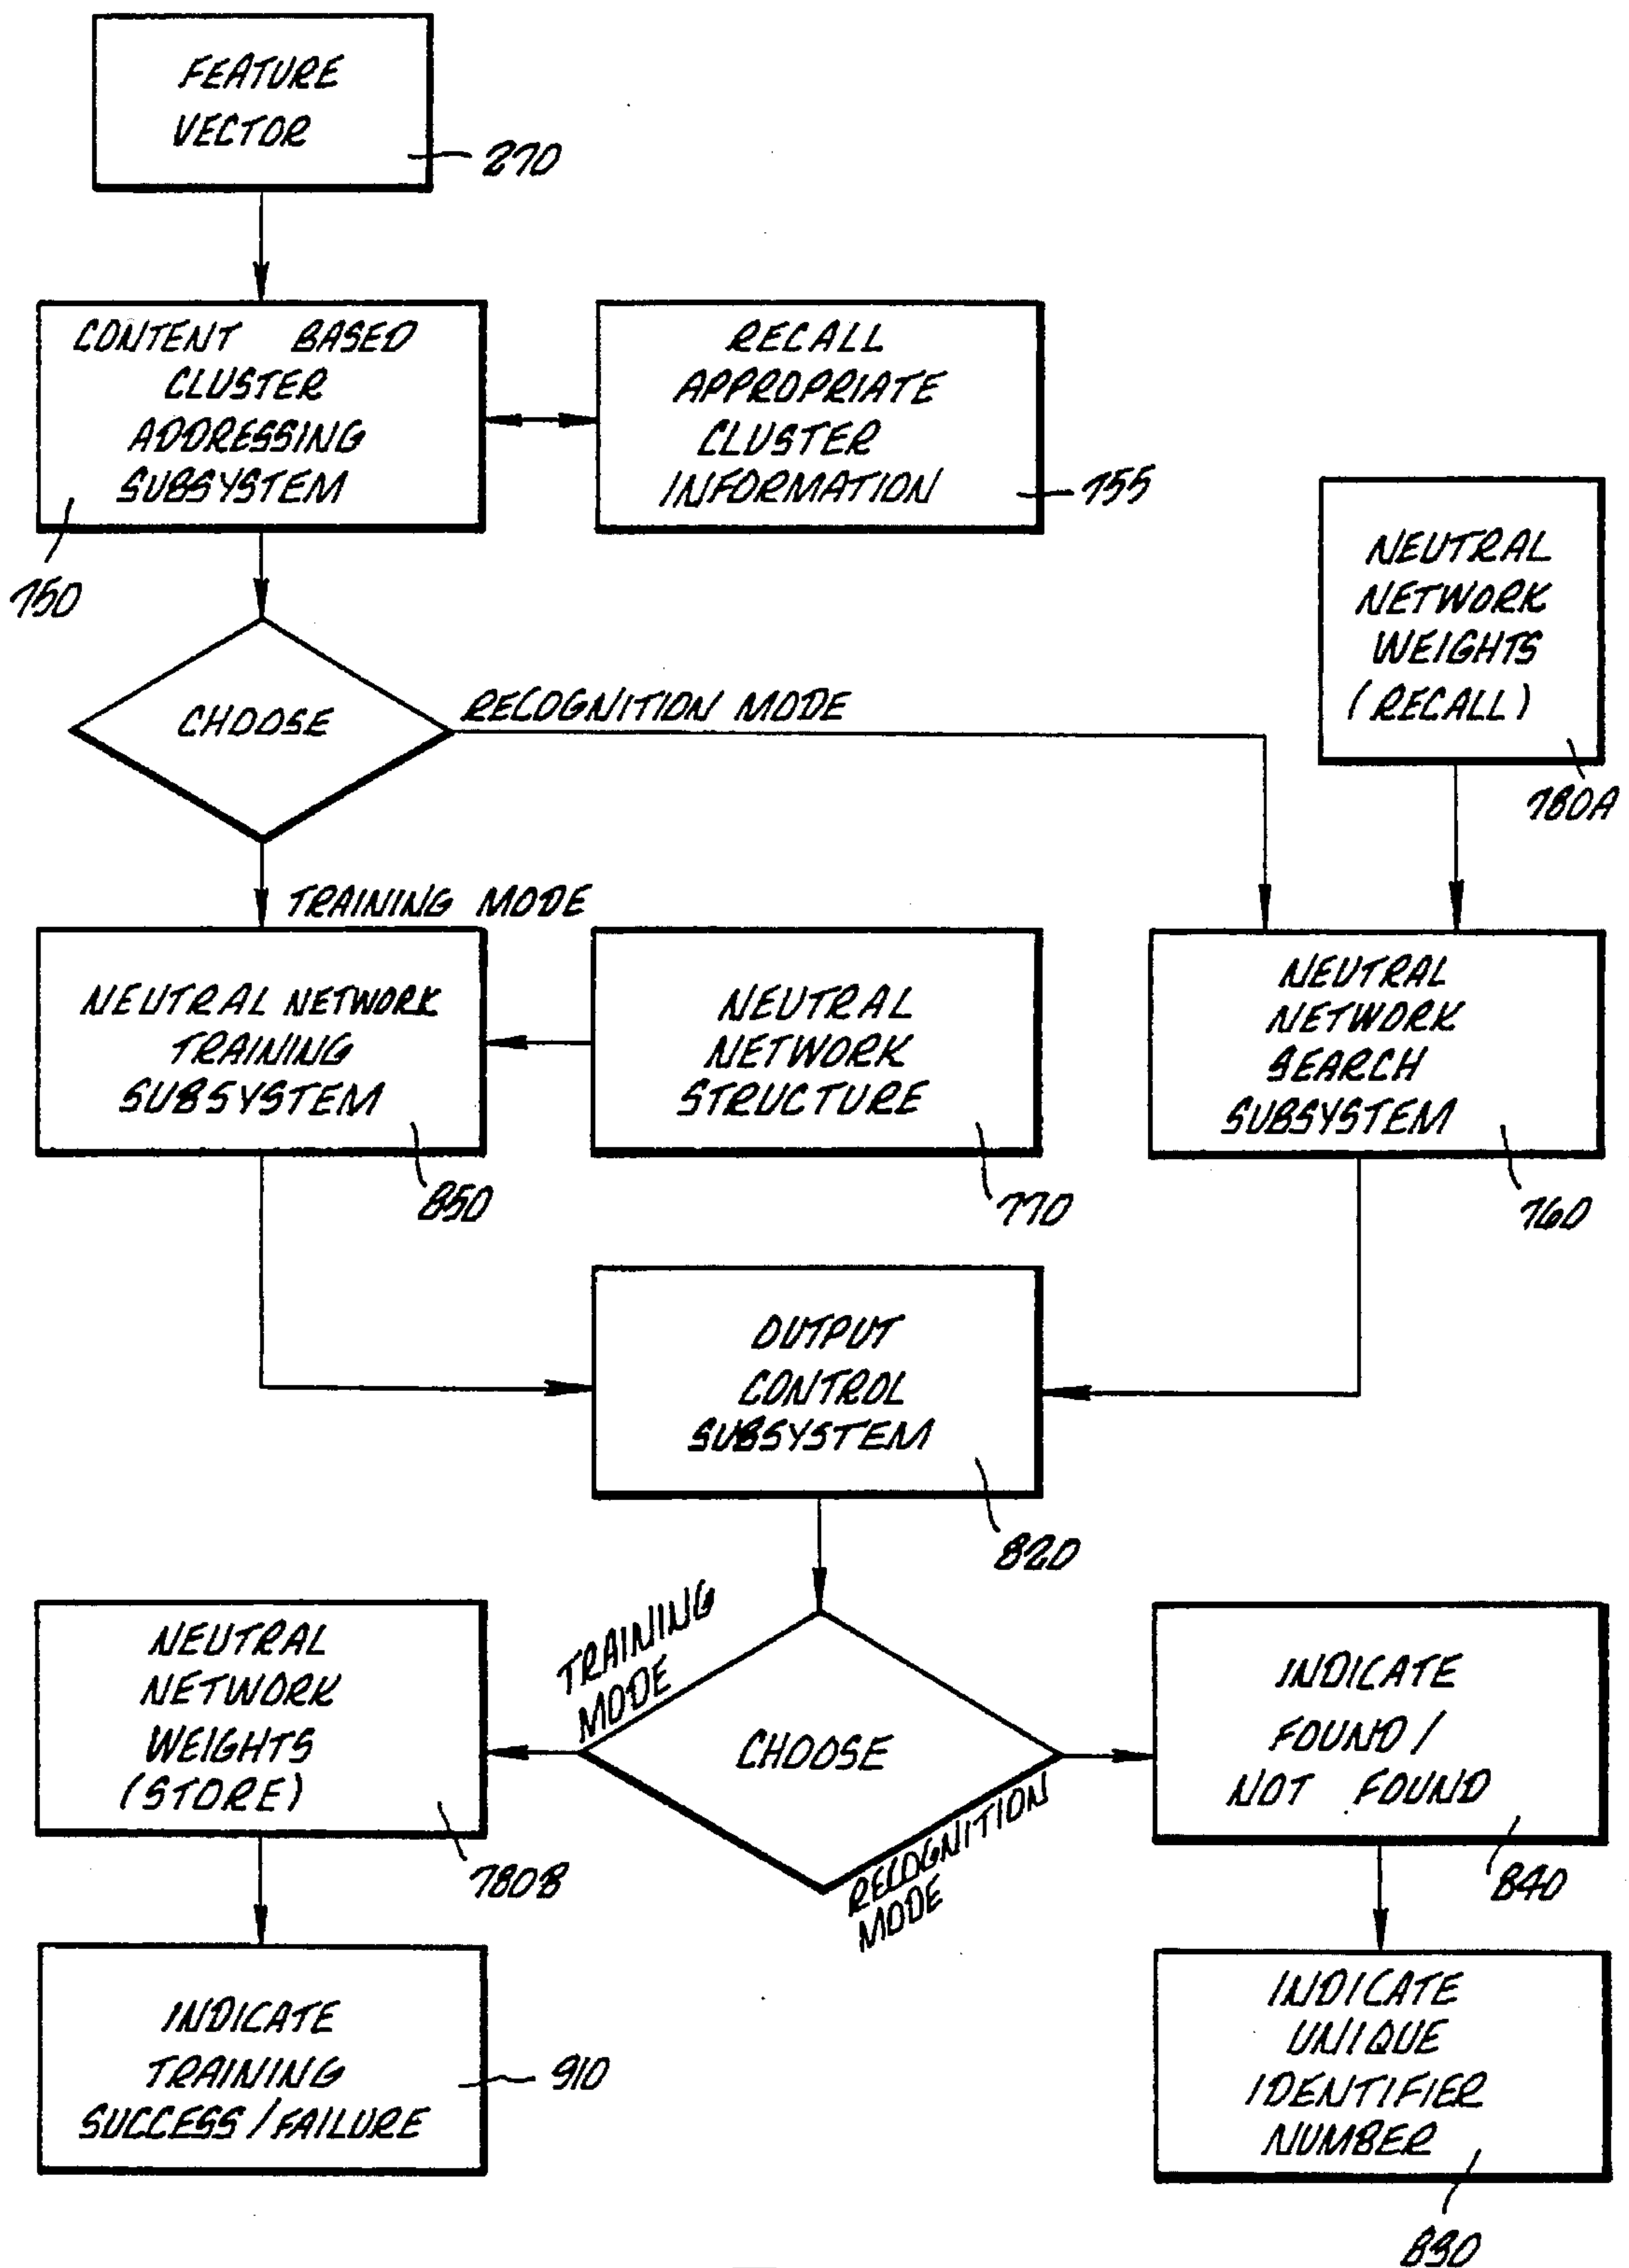 FEATURE
VECTOR
270
CONTENT BASED
CLUSTER
ADDRESSING
SUBSYSTEM
750
RECALL
APPROPRIATE
CLUSTER
INFORMATION
755
NEUTRAL
NETWORK
WEIGHTS
(RECALL)
780A
CHOOSE
RECOGNITION MODE
TRAINING MODE
NEUTRAL NETWORK
TRAINING
SUBSYSTEM
850
NEUTRAL
NETWORK
STRUCTURE
770
NEUTRAL
NETWORK
SEARCH
SUBSYSTEM
760
OUTPUT
CONTROL
SUBSYSTEM
820
NEUTRAL
NETWORK
WEIGHTS
(STORE)
780B
TRAINING
MODE
CHOOSE
RECOGNITION
MODE
INDICATE
FOUND/
NOT FOUND
840
INDICATE
TRAINING
SUCCESS/FAILURE
910
INDICATE
UNIQUE
IDENTIFIER
NUMBER
830